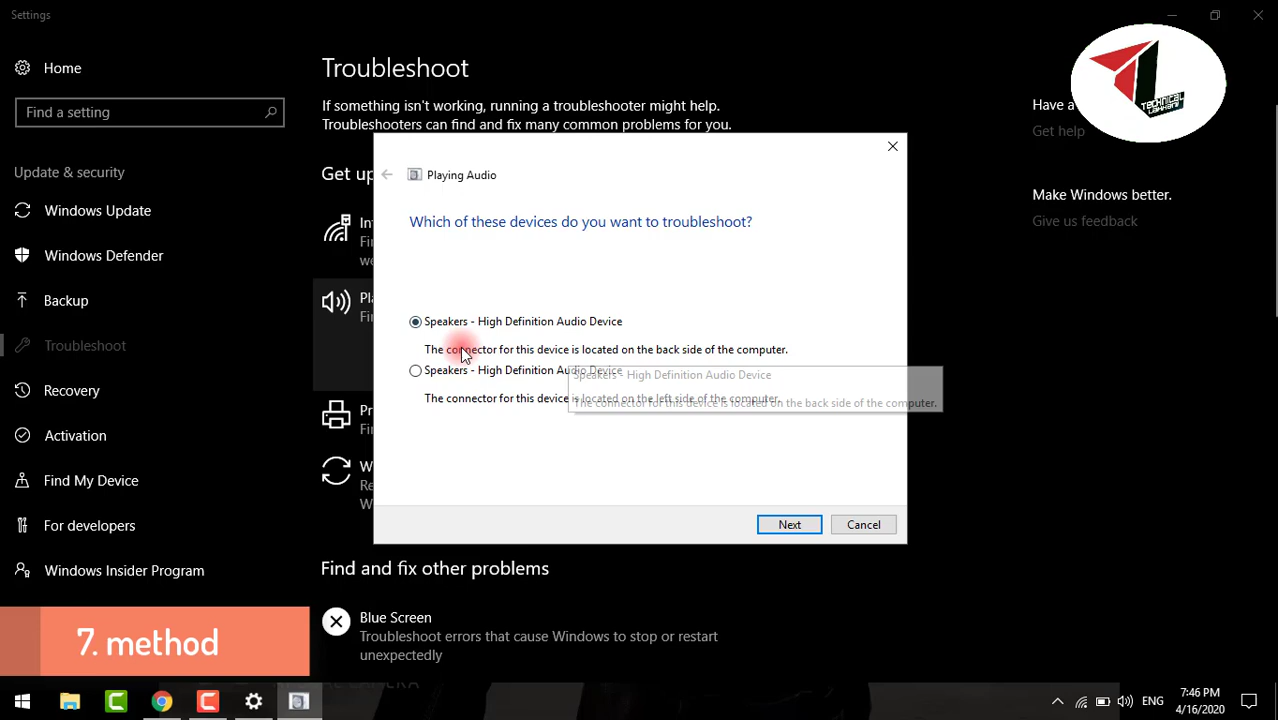 Settings
Home
Find a setting
Update & security
Windows Update
Windows Defender
Backup
Troubleshoot
Recovery
Activation
Find My Device
For developers
Windows Insider Program
7. method
Troubleshoot
If something isn't working, running a troubleshooter might help.
Troubleshooters can find and fix many common problems for you.
Get up
Playing Audio
Which of these devices do you want to troubleshoot?
Speakers - High Definition Audio Device
The connector for this device is located on the back side of the computer.
Speakers - High Definition Audio Device
The connector for this device is located on the left side of the computer.
Speakers - High Definition Audio Device
The connector for this device is located on the back side of the computer.
Next
Cancel
Find and fix other problems
Blue Screen
Troubleshoot errors that cause Windows to stop or restart
unexpectedly
Have a
Get help
Make Windows better.
Give us feedback
TECHNICAL
LAKHANI
ENG
7:46 PM
4/16/2020